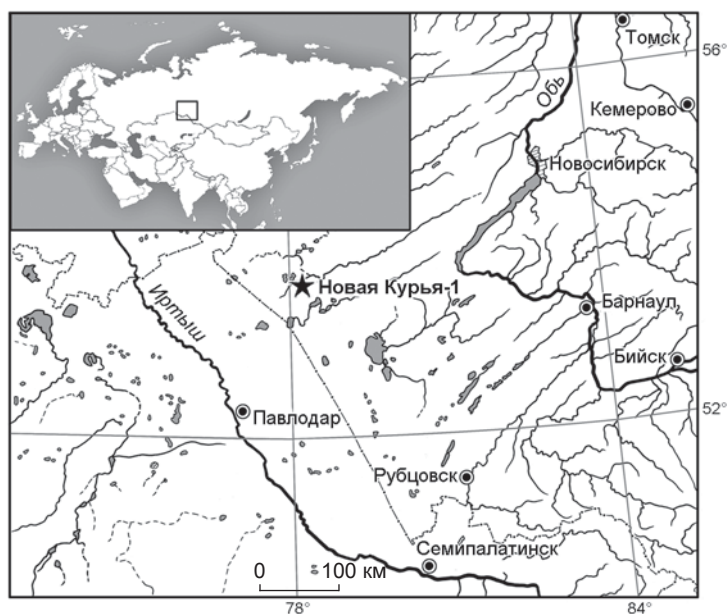 Томск
56°
Обь
Кемерово
Новосибирск
Новая Курья-1
Иртыш
Барнаул
Бийск
52°
Павлодар
Рубцовск
Семипалатинск
0 100 км
78° 84°